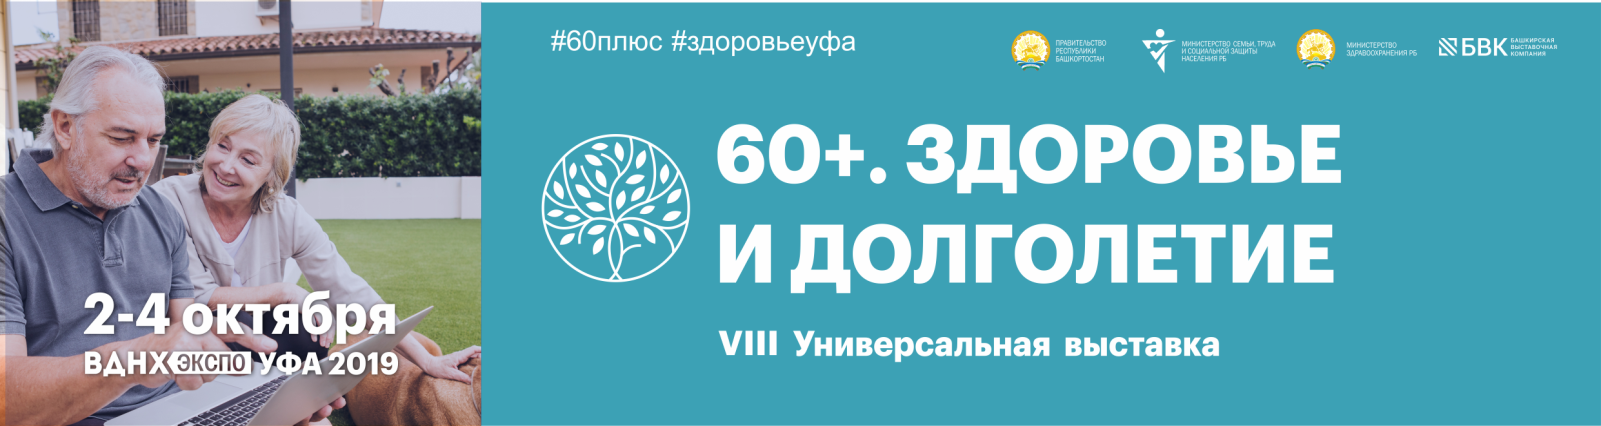 #60плюс #здоровьеуфа
ПРАВИТЕЛЬСТВО
РЕСПУБЛИКИ
БАШКОРТОСТАН
МИНИСТЕРСТВО СЕМЬИ, ТРУДА
И СОЦИАЛЬНОЙ ЗАЩИТЫ
НАСЕЛЕНИЯ РБ
МИНИСТЕРСТВО
ЗДРАВООХРАНЕНИЯ РБ
БВК
БАШКИРСКАЯ
ВЫСТАВОЧНАЯ
КОМПАНИЯ
60+. ЗДОРОВЬЕ
И ДОЛГОЛЕТИЕ
VIII Универсальная выставка
2-4 октября
ВДНХ ЭКСПО УФА 2019